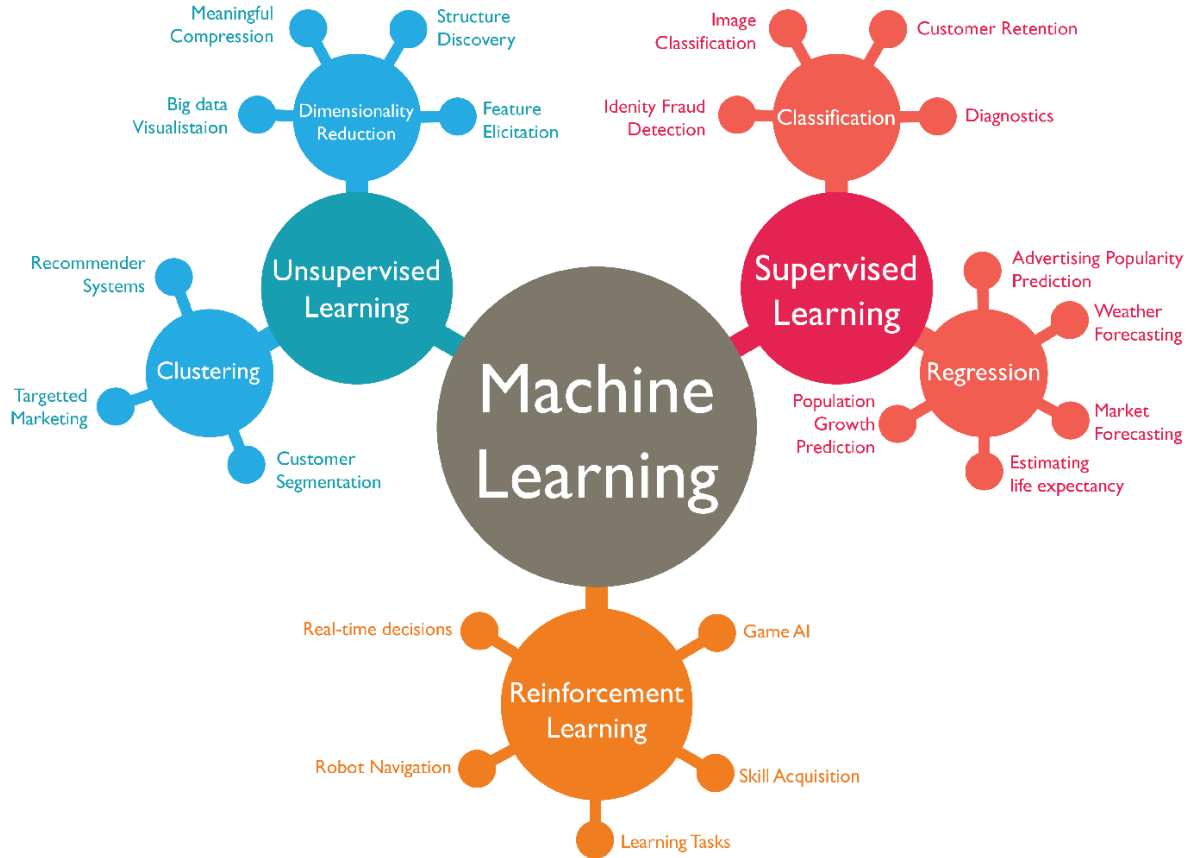 Meaningful
Compression
Structure
Discovery
Big data
Visualistaion
Dimensionality
Reduction
Feature
Elicitation
Unsupervised
Learning
Recommender
Systems
Clustering
Targetted
Marketing
Customer
Segmentation
Machine
Learning
Image
Classification
Customer Retention
Idenity Fraud
Detection
Classification
Diagnostics
Supervised
Learning
Advertising Popularity
Prediction
Weather
Forecasting
Regression
Population
Growth
Prediction
Market
Forecasting
Estimating
life expectancy
Real-time decisions
Game AI
Reinforcement
Learning
Robot Navigation
Skill Acquisition
Learning Tasks